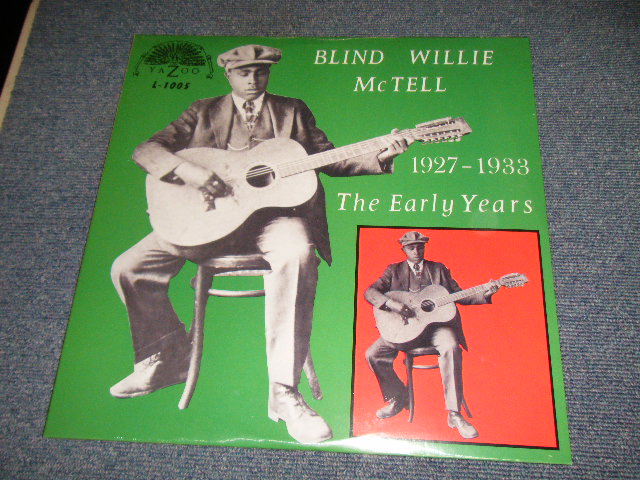 YAZOO
L-1005
BLIND WILLIE
McTELL
1927-1933
The Early Years